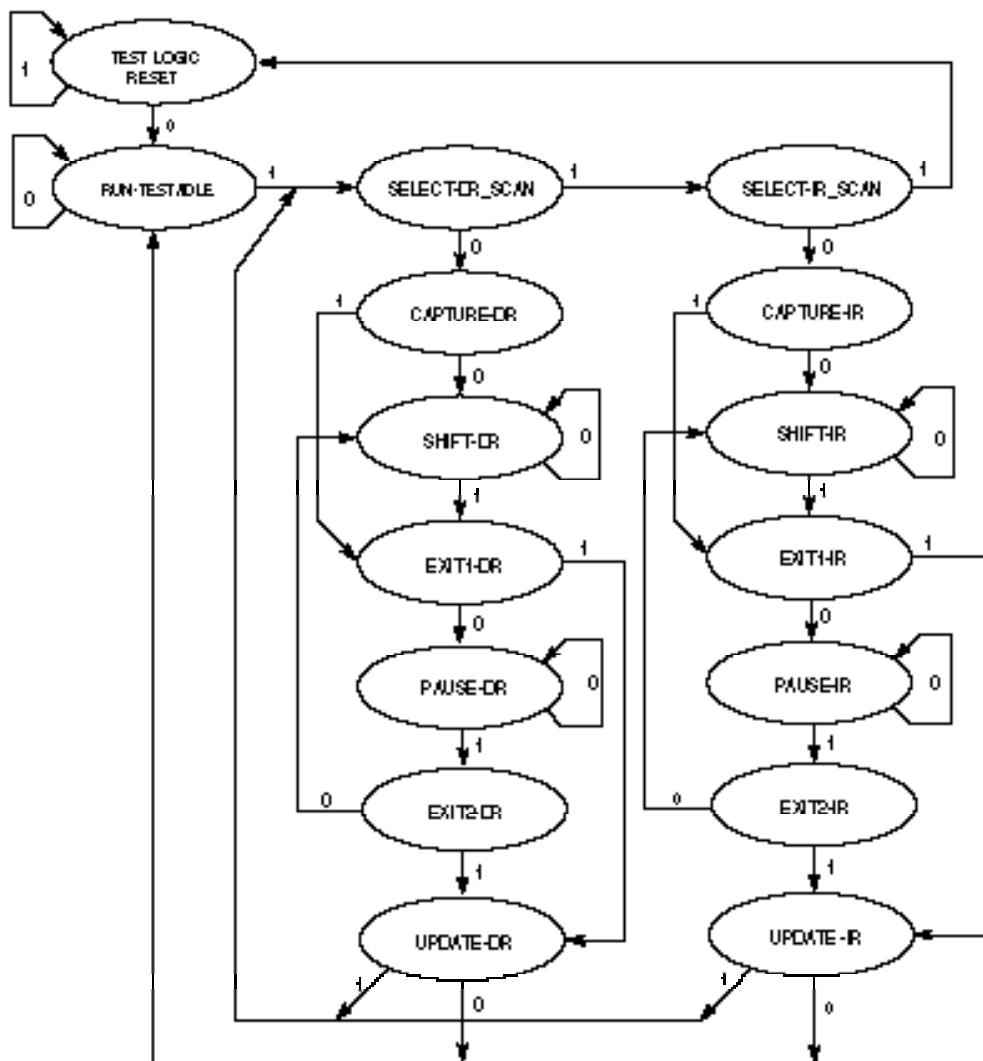 TEST LOGIC
RESET
1
0
RUN-TEST/IDLE
0
1
SELECT-DR_SCAN
1
SELECT-IR_SCAN
1
0
0
1
CAPTURE-DR
1
CAPTURE-IR
0
0
SHIFT-DR
0
SHIFT-IR
0
1
1
EXIT1-DR
1
EXIT1-IR
1
0
0
PAUSE-DR
0
PAUSE-IR
0
1
1
0
EXIT2-DR
0
EXIT2-IR
1
1
UPDATE-DR
UPDATE-IR
1
0
1
0